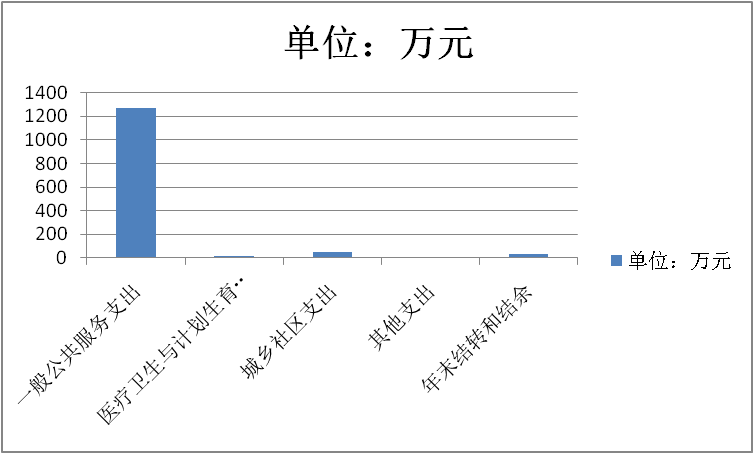 单位：万元
1400
1200
1000
800
600
400
200
0
一般公共服务支出
医疗卫生与计划生育…
城乡社区支出
其他支出
年末结转和结余
单位：万元